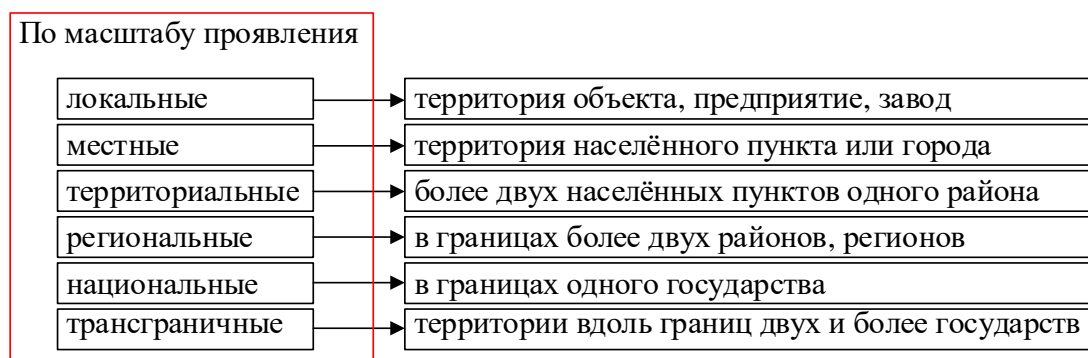 По масштабу проявления
локальные территория объекта, предприятие, завод
местные территория населённого пункта или города
территориальные более двух населённых пунктов одного района
региональные в границах более двух районов, регионов
национальные в границах одного государства
трансграничные территории вдоль границ двух и более государств